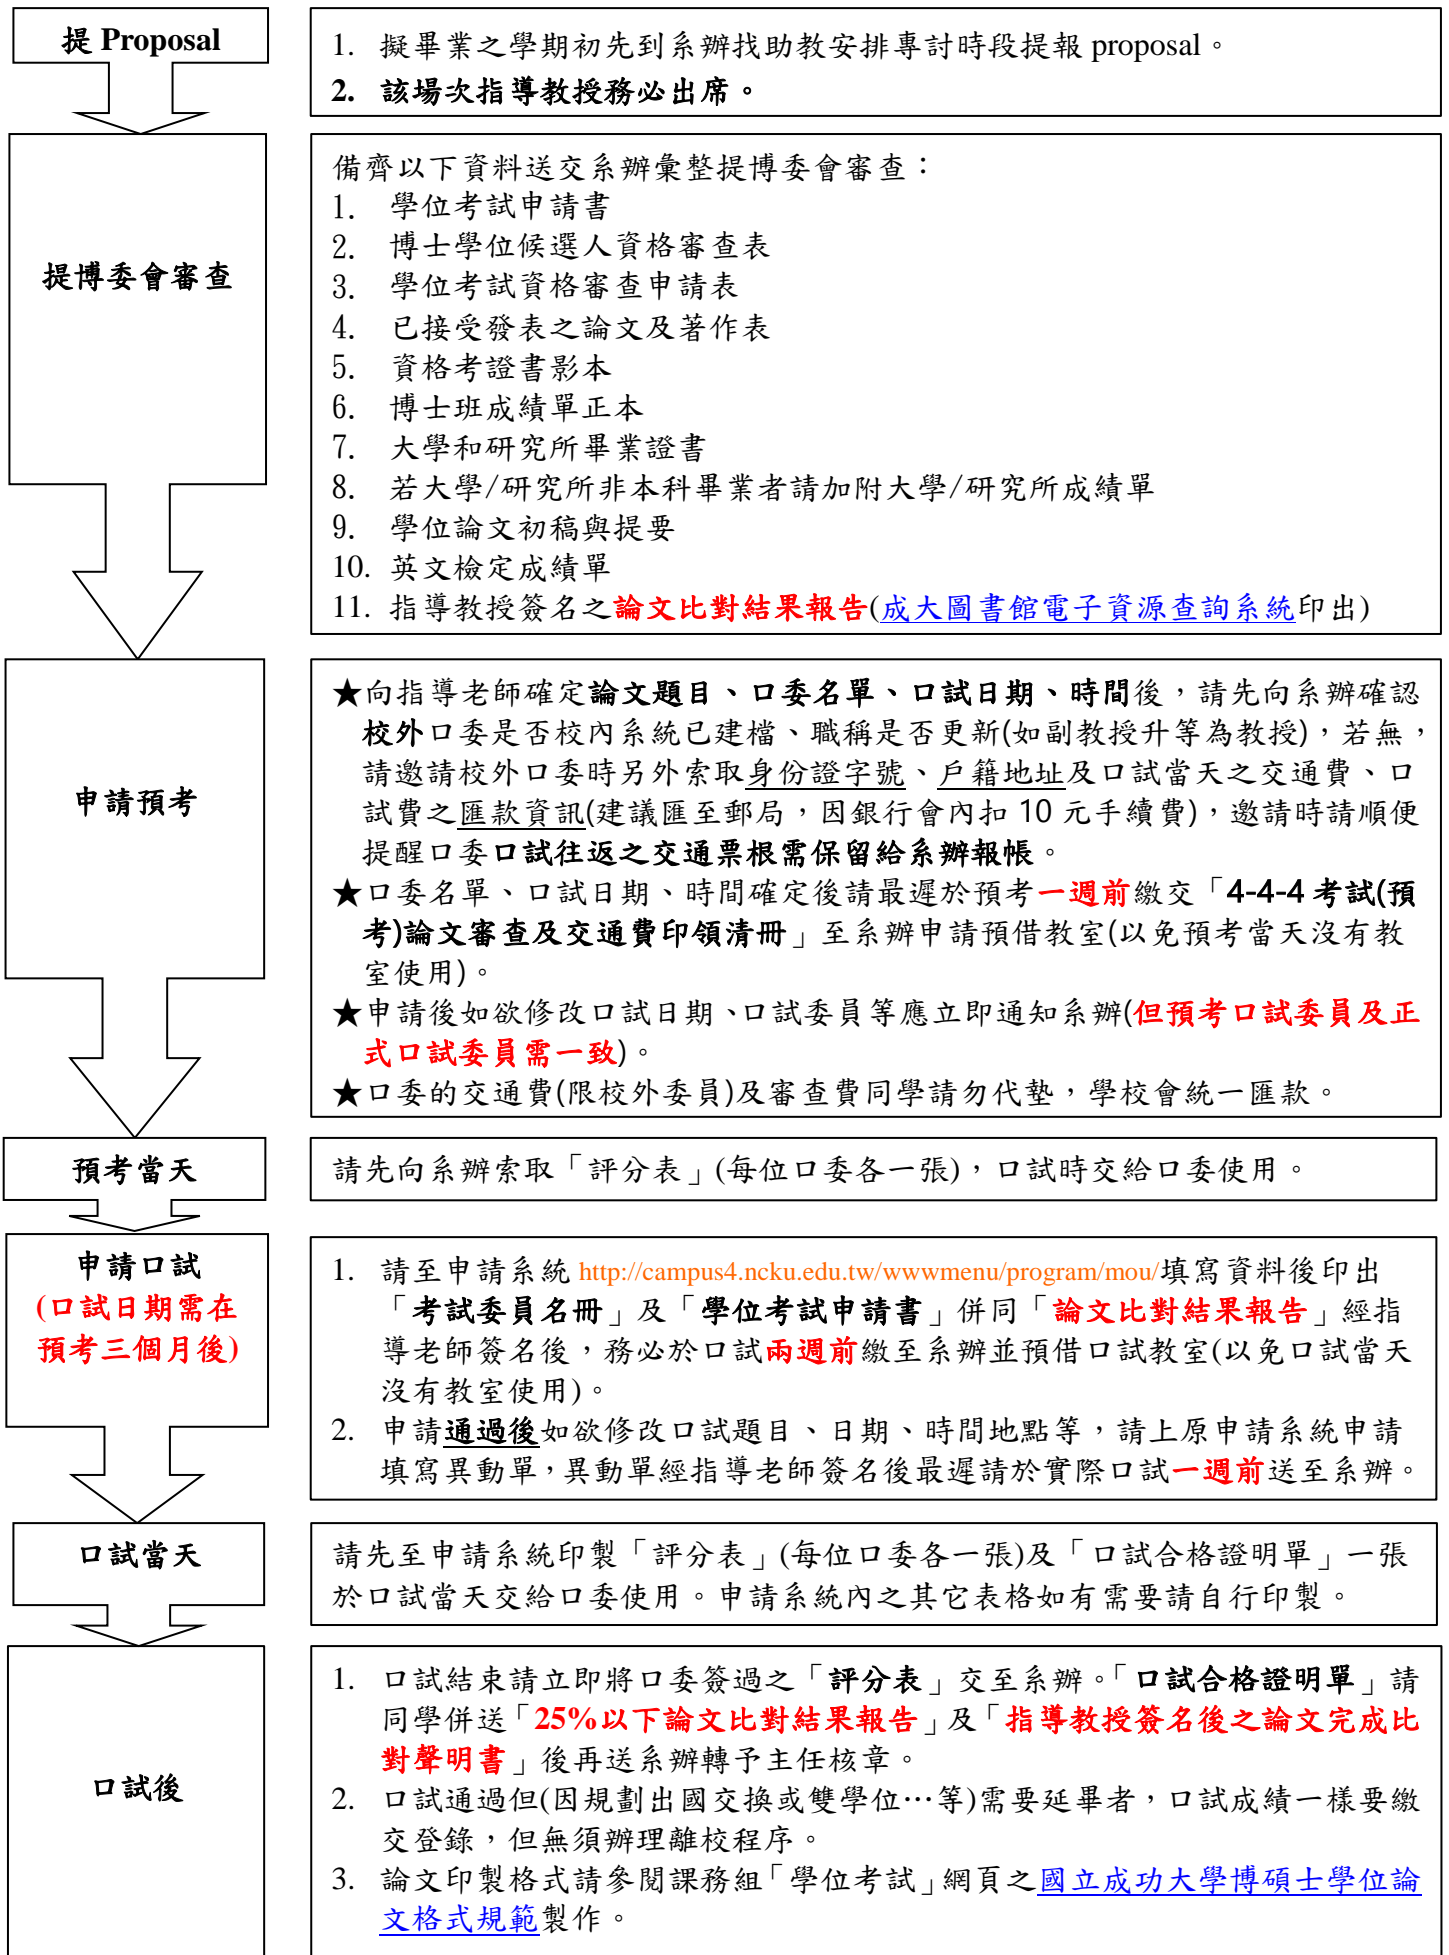 提 Proposal
1. 擬畢業之學期初先到系辦找助教安排專討時段提報 proposal。
2. 該場次指導教授務必出席。
提博委會審查
備齊以下資料送交系辦彙整提博委會審查：
1. 學位考試申請書
2. 博士學位候選人資格審查表
3. 學位考試資格審查申請表
4. 已接受發表之論文及著作表
5. 資格考證書影本
6. 博士班成績單正本
7. 大學和研究所畢業證書
8. 若大學/研究所非本科畢業者請加附大學/研究所成績單
9. 學位論文初稿與提要
10. 英文檢定成績單
11. 指導教授簽名之論文比對結果報告(成大圖書館電子資源查詢系統印出)
申請預考
★向指導老師確定論文題目、口委名單、口試日期、時間後，請先向系辦確認
校外口委是否校內系統已建檔、職稱是否更新(如副教授升等為教授)，若無，
請邀請校外口委時另外索取身份證字號、戶籍地址及口試當天之交通費、口
試費之匯款資訊(建議匯至郵局，因銀行會內扣 10 元手續費)，邀請時請順便
提醒口委口試往返之交通票根需保留給系辦報帳。
★口委名單、口試日期、時間確定後請最遲於預考一週前繳交「4-4-4 考試(預
考)論文審查及交通費印領清冊」至系辦申請預借教室(以免預考當天沒有教
室使用)。
★申請後如欲修改口試日期、口試委員等應立即通知系辦(但預考口試委員及正
式口試委員需一致)。
★口委的交通費(限校外委員)及審查費同學請勿代墊，學校會統一匯款。
預考當天
請先向系辦索取「評分表」(每位口委各一張)，口試時交給口委使用。
申請口試
(口試日期需在
預考三個月後)
1. 請至申請系統 http://campus4.ncku.edu.tw/wwwmenu/program/mou/填寫資料後印出
「考試委員名冊」及「學位考試申請書」併同「論文比對結果報告」經指
導老師簽名後，務必於口試兩週前繳至系辦並預借口試教室(以免口試當天
沒有教室使用)。
2. 申請通過後如欲修改口試題目、日期、時間地點等，請上原申請系統申請
填寫異動單，異動單經指導老師簽名後最遲請於實際口試一週前送至系辦。
口試當天
請先至申請系統印製「評分表」(每位口委各一張)及「口試合格證明單」一張
於口試當天交給口委使用。申請系統內之其它表格如有需要請自行印製。
口試後
1. 口試結束請立即將口委簽過之「評分表」交至系辦。「口試合格證明單」請
同學併送「25%以下論文比對結果報告」及「指導教授簽名後之論文完成比
對聲明書」後再送系辦轉予主任核章。
2. 口試通過但(因規劃出國交換或雙學位…等)需要延畢者，口試成績一樣要繳
交登錄，但無須辦理離校程序。
3. 論文印製格式請參閱課務組「學位考試」網頁之國立成功大學博碩士學位論
文格式規範製作。